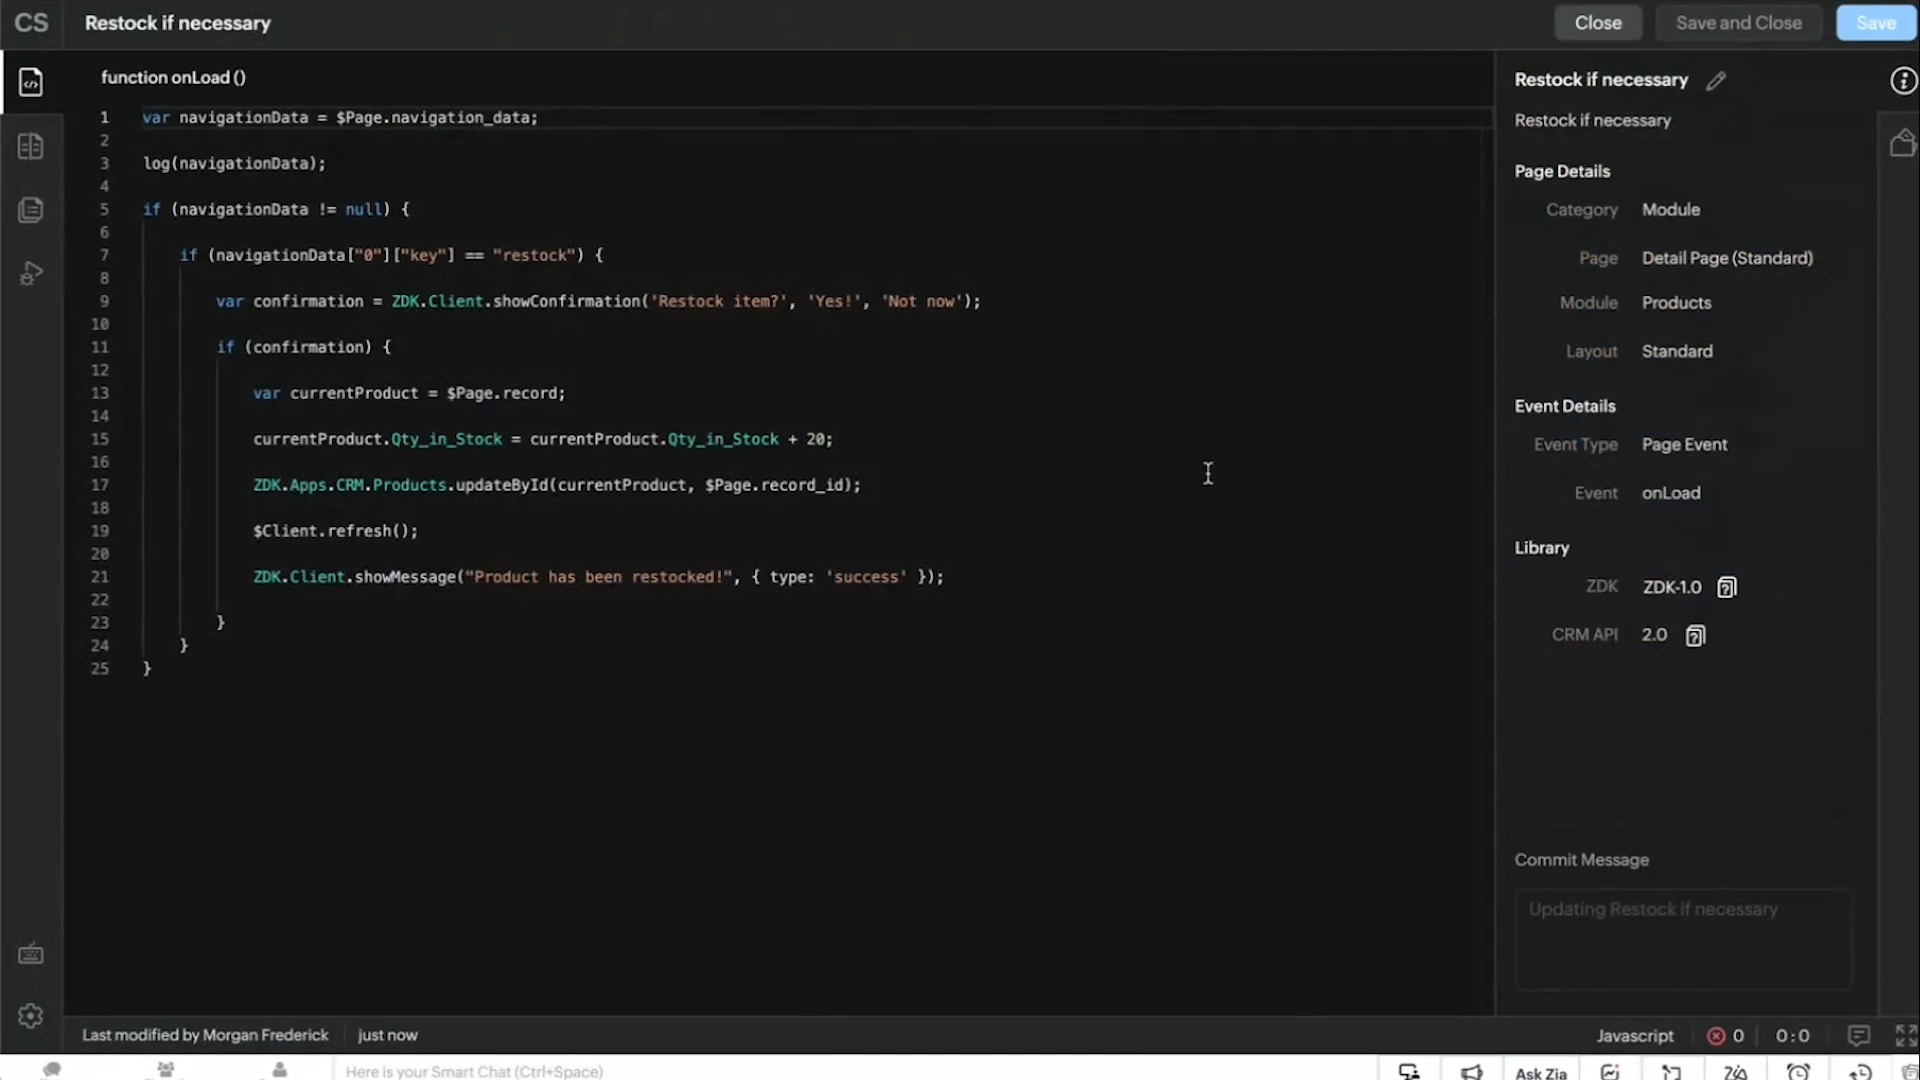 CS
Restock if necessary
Close
Save and Close
Save
function onLoad ()
1 var navigationData = $Page.navigation_data;
2
3 log(navigationData);
4
5 if (navigationData != null) {
6
7 if (navigationData["0"]["key"] == "restock") {
8
9 var confirmation = ZDK.Client.showConfirmation('Restock item?', 'Yes!', 'Not now');
10
11 if (confirmation) {
12
13 var currentProduct = $Page.record;
14
15 currentProduct.Qty_in_Stock = currentProduct.Qty_in_Stock + 20;
16
17 ZDK.Apps.CRM.Products.updateById(currentProduct, $Page.record_id);
18
19 $Client.refresh();
20
21 ZDK.Client.showMessage("Product has been restocked!", { type: 'success' });
22
23 }
24 }
25 }
Restock if necessary
Restock if necessary
Page Details
Category Module
Page Detail Page (Standard)
Module Products
Layout Standard
Event Details
Event Type Page Event
Event onLoad
Library
ZDK ZDK-1.0
CRM API 2.0
Commit Message
Updating Restock if necessary
Last modified by Morgan Frederick just now
Javascript 0 0 : 0
Here is your Smart Chat (Ctrl+Space)
Ask Zia